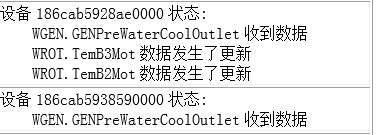 设备 186cab5928ae0000 状态:
WGEN.GENPreWaterCoolOutlet 收到数据
WROT.TemB3Mot 数据发生了更新
WROT.TemB2Mot 数据发生了更新
设备 186cab5938590000 状态:
WGEN.GENPreWaterCoolOutlet 收到数据